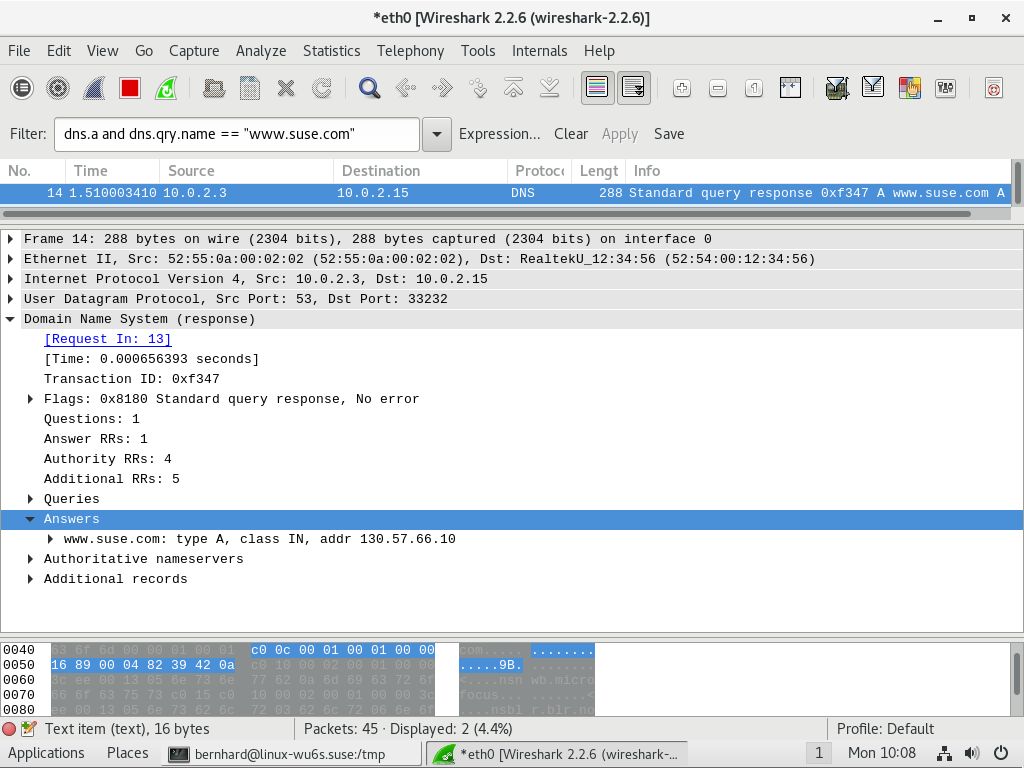 *eth0 [Wireshark 2.2.6 (wireshark-2.2.6)]
File Edit View Go Capture Analyze Statistics Telephony Tools Internals Help
Filter: dns.a and dns.qry.name == "www.suse.com" Expression... Clear Apply Save
No. Time Source Destination Protoc Lengt Info
14 1.510003410 10.0.2.3 10.0.2.15 DNS 288 Standard query response 0xf347 A www.suse.com A
Frame 14: 288 bytes on wire (2304 bits), 288 bytes captured (2304 bits) on interface 0
Ethernet II, Src: 52:55:0a:00:02:02 (52:55:0a:00:02:02), Dst: RealtekU_12:34:56 (52:54:00:12:34:56)
Internet Protocol Version 4, Src: 10.0.2.3, Dst: 10.0.2.15
User Datagram Protocol, Src Port: 53, Dst Port: 33232
Domain Name System (response)
[Request In: 13]
[Time: 0.000656393 seconds]
Transaction ID: 0xf347
Flags: 0x8180 Standard query response, No error
Questions: 1
Answer RRs: 1
Authority RRs: 4
Additional RRs: 5
Queries
Answers
www.suse.com: type A, class IN, addr 130.57.66.10
Authoritative nameservers
Additional records
0040 63 6f 6d 00 00 01 00 01 c0 0c 00 01 00 01 00 00 com..... ........
0050 16 89 00 04 82 39 42 0a c0 10 00 02 00 01 00 00 .....9B. ........
0060 3c ee 00 13 05 6e 73 6e 77 62 0a 6d 69 63 72 6f <....nsn wb.micro
0070 66 6f 63 75 73 c0 15 c0 10 00 02 00 01 00 00 3c focus... .......<
0080 ee 00 13 05 6e 73 62 6c 72 03 62 6c 72 06 6e 6f ....nsbl r.blr.no
Text item (text), 16 bytes Packets: 45 · Displayed: 2 (4.4%) Profile: Default
Applications Places bernhard@linux-wu6s.suse:/tmp *eth0 [Wireshark 2.2.6 (wireshark-... 1 Mon 10:08